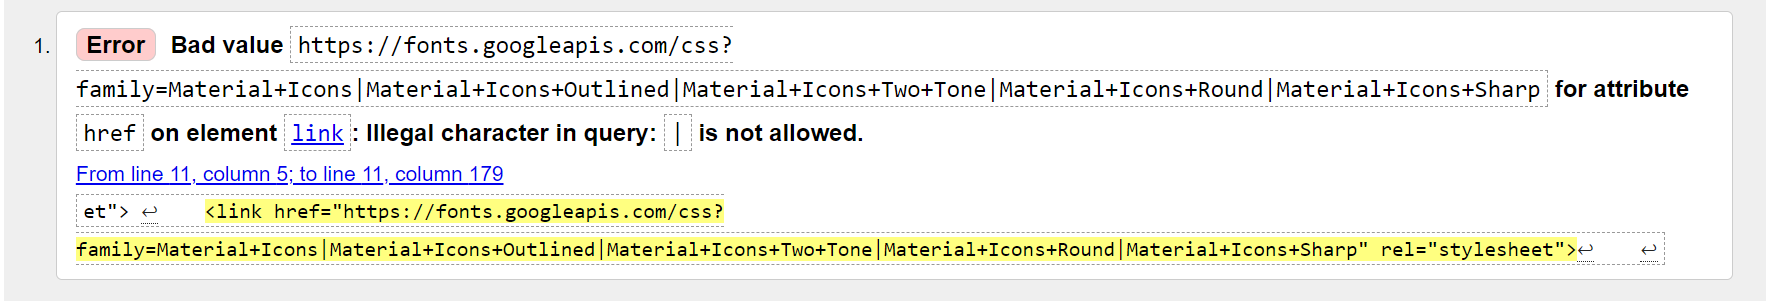 1. Error Bad value https://fonts.googleapis.com/css?
family=Material+Icons|Material+Icons+Outlined|Material+Icons+Two+Tone|Material+Icons+Round|Material+Icons+Sharp for attribute
href on element link: Illegal character in query: | is not allowed.
From line 11, column 5; to line 11, column 179
et"> ↩ <link href="https://fonts.googleapis.com/css?
family=Material+Icons|Material+Icons+Outlined|Material+Icons+Two+Tone|Material+Icons+Round|Material+Icons+Sharp" rel="stylesheet">↩ ↩